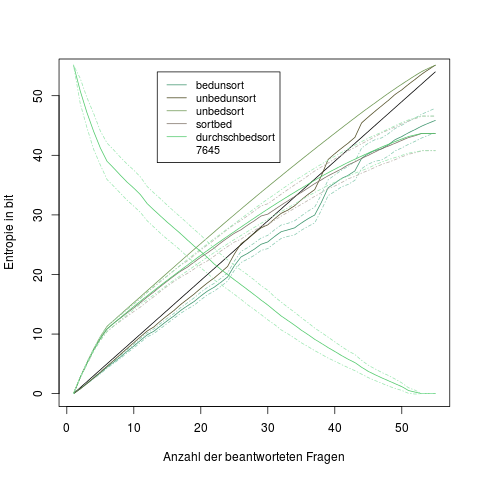 bedunsort
unbedunsort
unbedsort
sortbed
durchschbedsort
7645
Entropie in bit
0
10
20
30
40
50
0 10 20 30 40 50
Anzahl der beantworteten Fragen